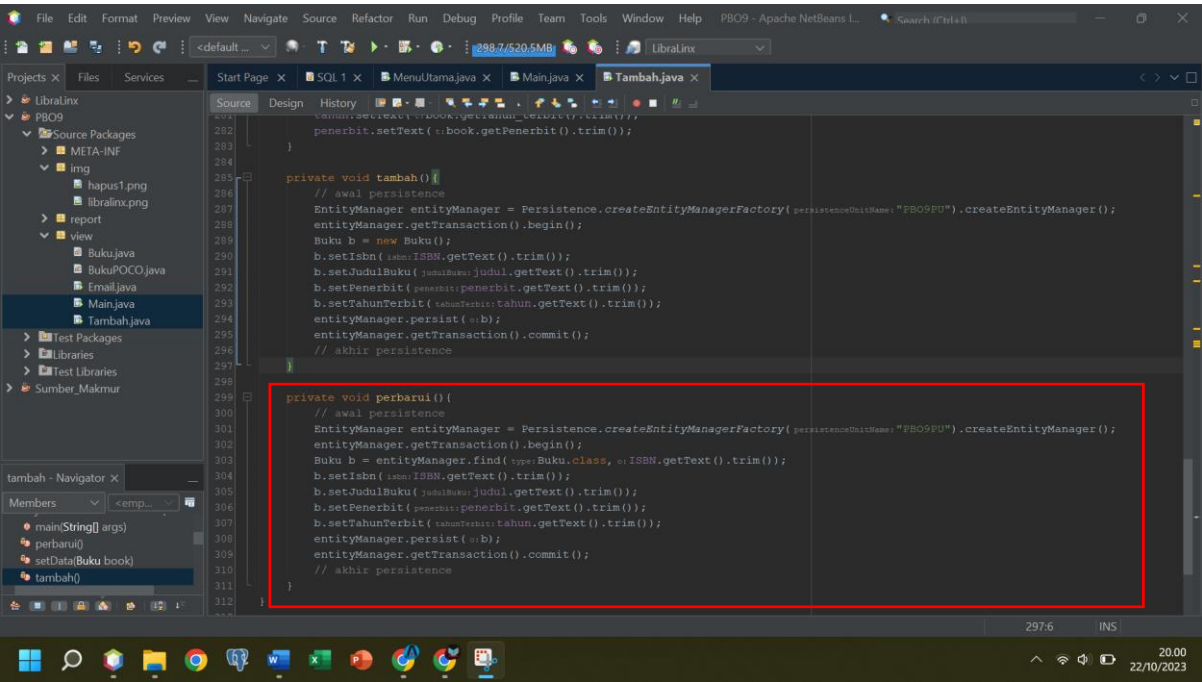 File Edit Format Preview View Navigate Source Refactor Run Debug Profile Team Tools Window Help PBO9 - Apache NetBeans I... Search (Ctrl+I)
<default... 298.7/520.5MB LibraLinx
Projects Files Services
Start Page SQL 1 MenuUtama.java Main.java Tambah.java
LibraLinx
PBO9
Source Packages
META-INF
img
hapus1.png
libralinx.png
report
view
Buku.java
BukuPOCO.java
Email.java
Main.java
Tambah.java
Test Packages
Libraries
Test Libraries
Sumber_Makmur
Source Design History
282 penerbit.setText( t: book.getPenerbit().trim());
283 }
284
285 private void tambah(){
286 // awal persistence
287 EntityManager entityManager = Persistence.createEntityManagerFactory( persistenceUnitName: "PBO9PU").createEntityManager();
288 entityManager.getTransaction().begin();
289 Buku b = new Buku();
290 b.setIsbn( isbn: ISBN.getText().trim());
291 b.setJudulBuku( judulBuku: judul.getText().trim());
292 b.setPenerbit( penerbit: penerbit.getText().trim());
293 b.setTahunTerbit( tahunTerbit: tahun.getText().trim());
294 entityManager.persist( o: b);
295 entityManager.getTransaction().commit();
296 // akhir persistence
297 }
298
299 private void perbarui(){
300 // awal persistence
301 EntityManager entityManager = Persistence.createEntityManagerFactory( persistenceUnitName: "PBO9PU").createEntityManager();
302 entityManager.getTransaction().begin();
303 Buku b = entityManager.find( type: Buku.class, o: ISBN.getText().trim());
304 b.setIsbn( isbn: ISBN.getText().trim());
305 b.setJudulBuku( judulBuku: judul.getText().trim());
306 b.setPenerbit( penerbit: penerbit.getText().trim());
307 b.setTahunTerbit( tahunTerbit: tahun.getText().trim());
308 entityManager.persist( o: b);
309 entityManager.getTransaction().commit();
310 // akhir persistence
311 }
312 }
tambah - Navigator
Members <emp...
main(String[] args)
perbarui()
setData(Buku book)
tambah()
297:6 INS
20.00
22/10/2023